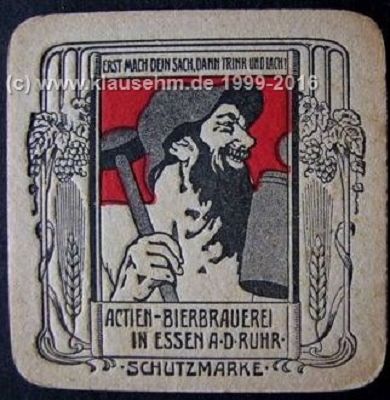 ERST MACH DEIN SACH, DANN TRINK UND LACH!
(c) www.klausehm.de 1999-2016
ACTIEN-BIERBRAUEREI
IN ESSEN A·D·RUHR·
·SCHUTZMARKE·